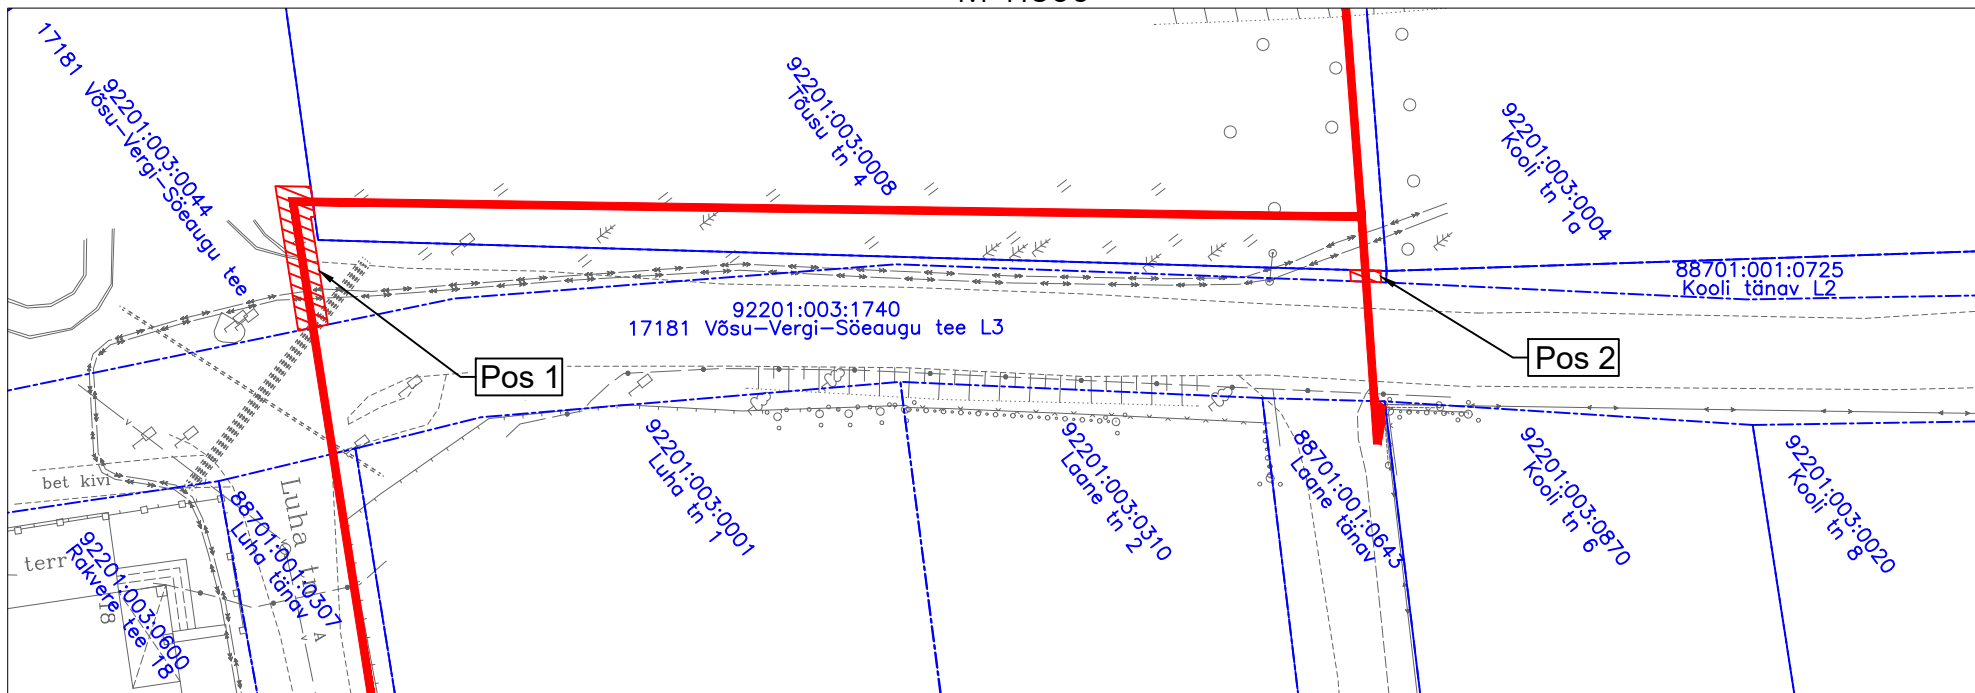 92201:003:0044
17181 Võsu-Vergi-Söeaugu tee
92201:003:0008
Tõusu tn 4
92201:003:0004
Kooli tn 1a
88701:001:0725
Kooli tänav L2
92201:003:1740
17181 Võsu-Vergi-Söeaugu tee L3
Pos 1
Pos 2
bet kivi
terr
Luha tn
18
A
88701:001:0307
Luha tänav
92201:003:0600
Rakvere tee 18
92201:003:0001
Luha tn 1
92201:003:0310
Laane tn 2
88701:001:0643
Laane tänav
92201:003:0870
Kooli tn 6
92201:003:0020
Kooli tn 8